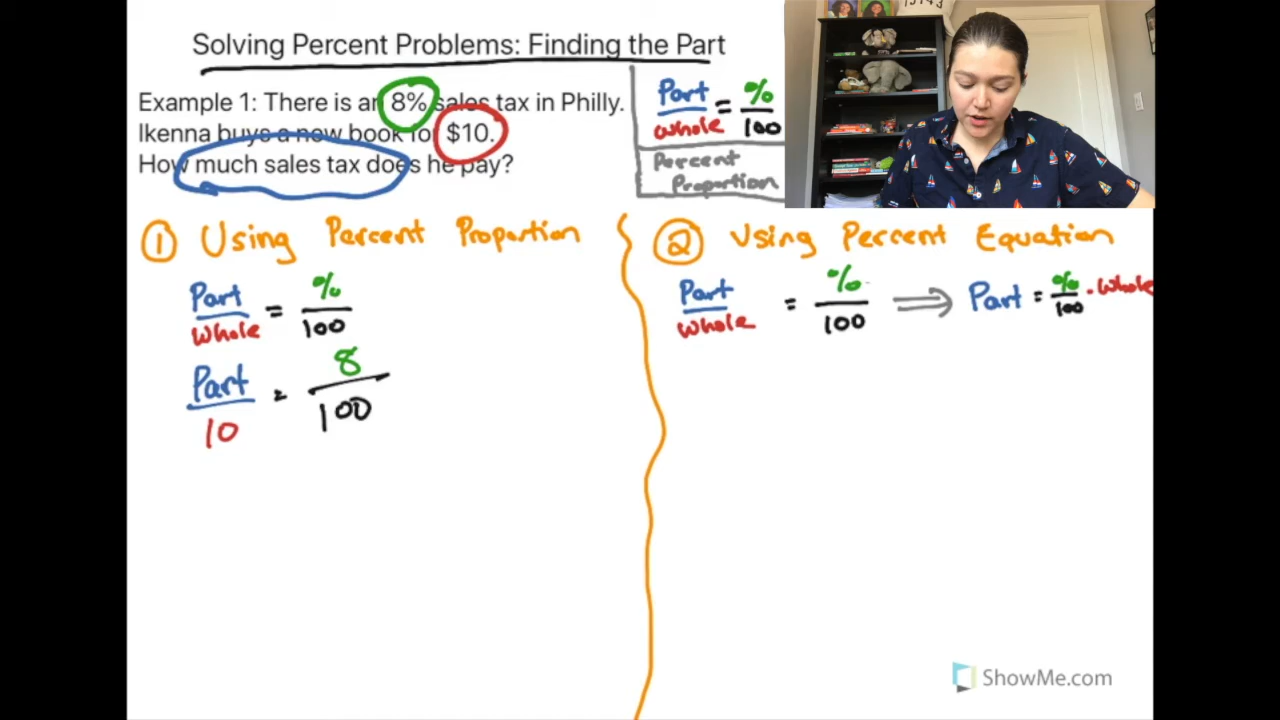 Solving Percent Problems: Finding the Part
Example 1: There is an 8% sales tax in Philly.
Ikenna buys a new book for $10.
How much sales tax does he pay?
Part
whole
=
%
100
Percent
Proportion
① Using Percent Proportion
Part
whole
=
%
100
Part
10
=
8
100
② Using Percent Equation
Part
whole
=
%
100
⇒ Part = % / 100 · whole
ShowMe.com